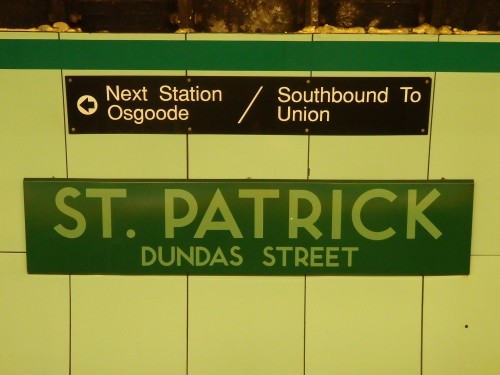 Next Station / Southbound To
Osgoode Union
ST. PATRICK
DUNDAS STREET